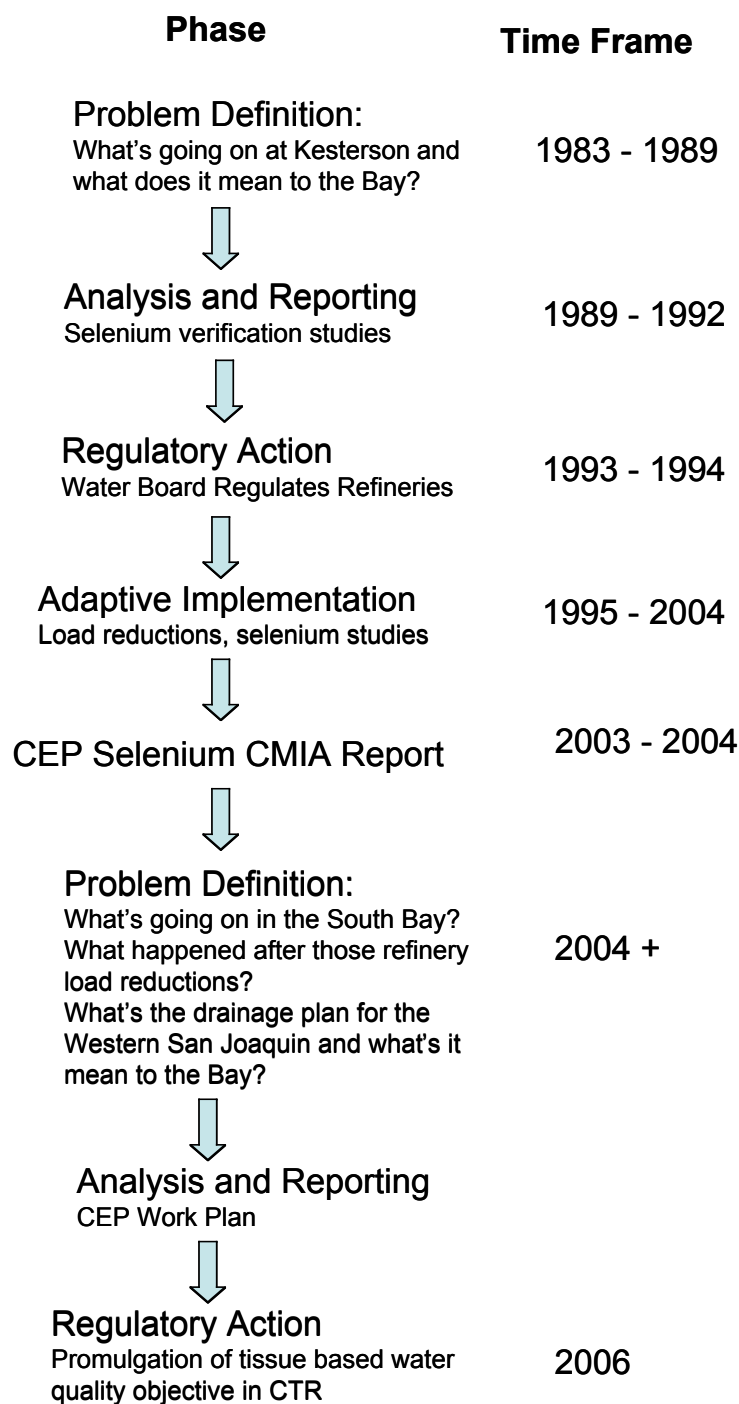 Phase
Time Frame
Problem Definition:
What's going on at Kesterson and
what does it mean to the Bay?
1983 - 1989
Analysis and Reporting
Selenium verification studies
1989 - 1992
Regulatory Action
Water Board Regulates Refineries
1993 - 1994
Adaptive Implementation
Load reductions, selenium studies
1995 - 2004
CEP Selenium CMIA Report
2003 - 2004
Problem Definition:
What's going on in the South Bay?
What happened after those refinery
load reductions?
What's the drainage plan for the
Western San Joaquin and what's it
mean to the Bay?
2004 +
Analysis and Reporting
CEP Work Plan
Regulatory Action
Promulgation of tissue based water
quality objective in CTR
2006